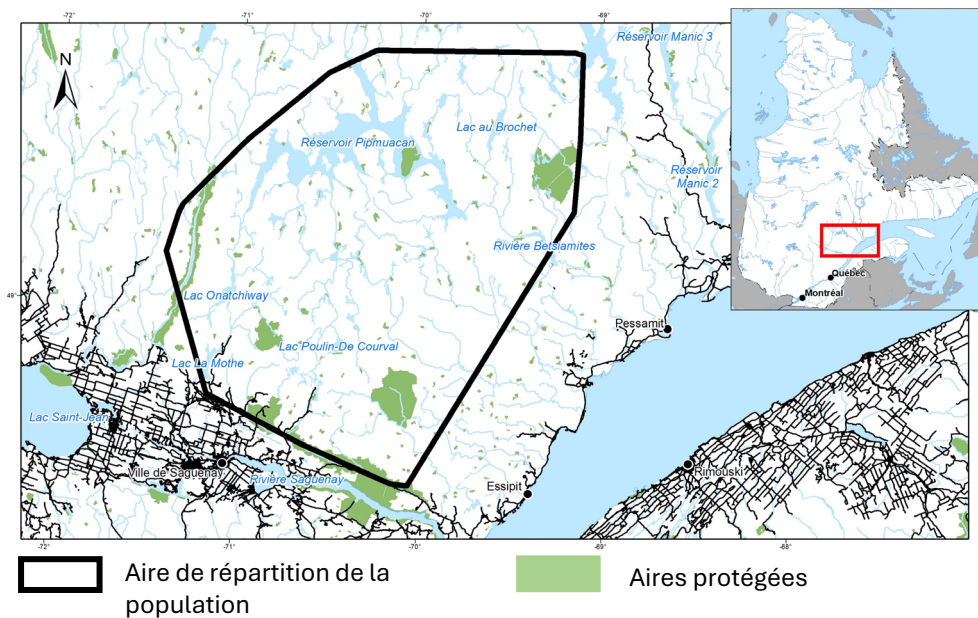 -72°
-71°
-70°
-69°
N
Réservoir Manic 3
Lac au Brochet
Réservoir Pipmuacan
Réservoir
Manic 2
Rivière Betsiamites
Québec
Montréal
49°
Lac Onatchiway
Pessamit
Lac Poulin-De Courval
Lac La Mothe
Lac Saint-Jean
Ville de Saguenay
Rivière Saguenay
Essipit
Rimouski
-72°
-71°
-70°
-69°
-68°
Aire de répartition de la
population
Aires protégées